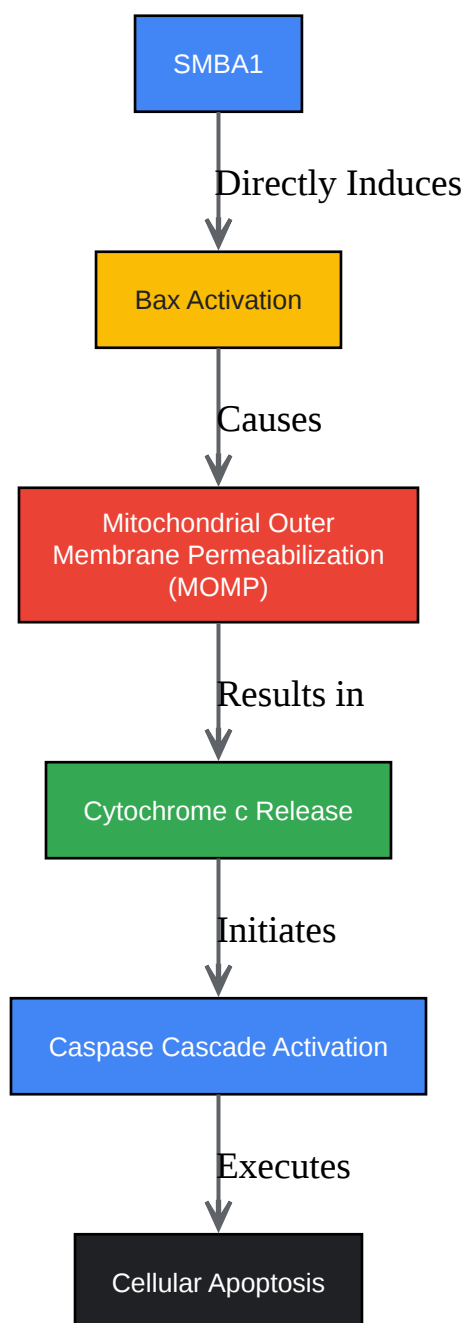 SMBA1
Directly Induces
Bax Activation
Causes
Mitochondrial Outer
Membrane Permeabilization
(MOMP)
Results in
Cytochrome c Release
Initiates
Caspase Cascade Activation
Executes
Cellular Apoptosis